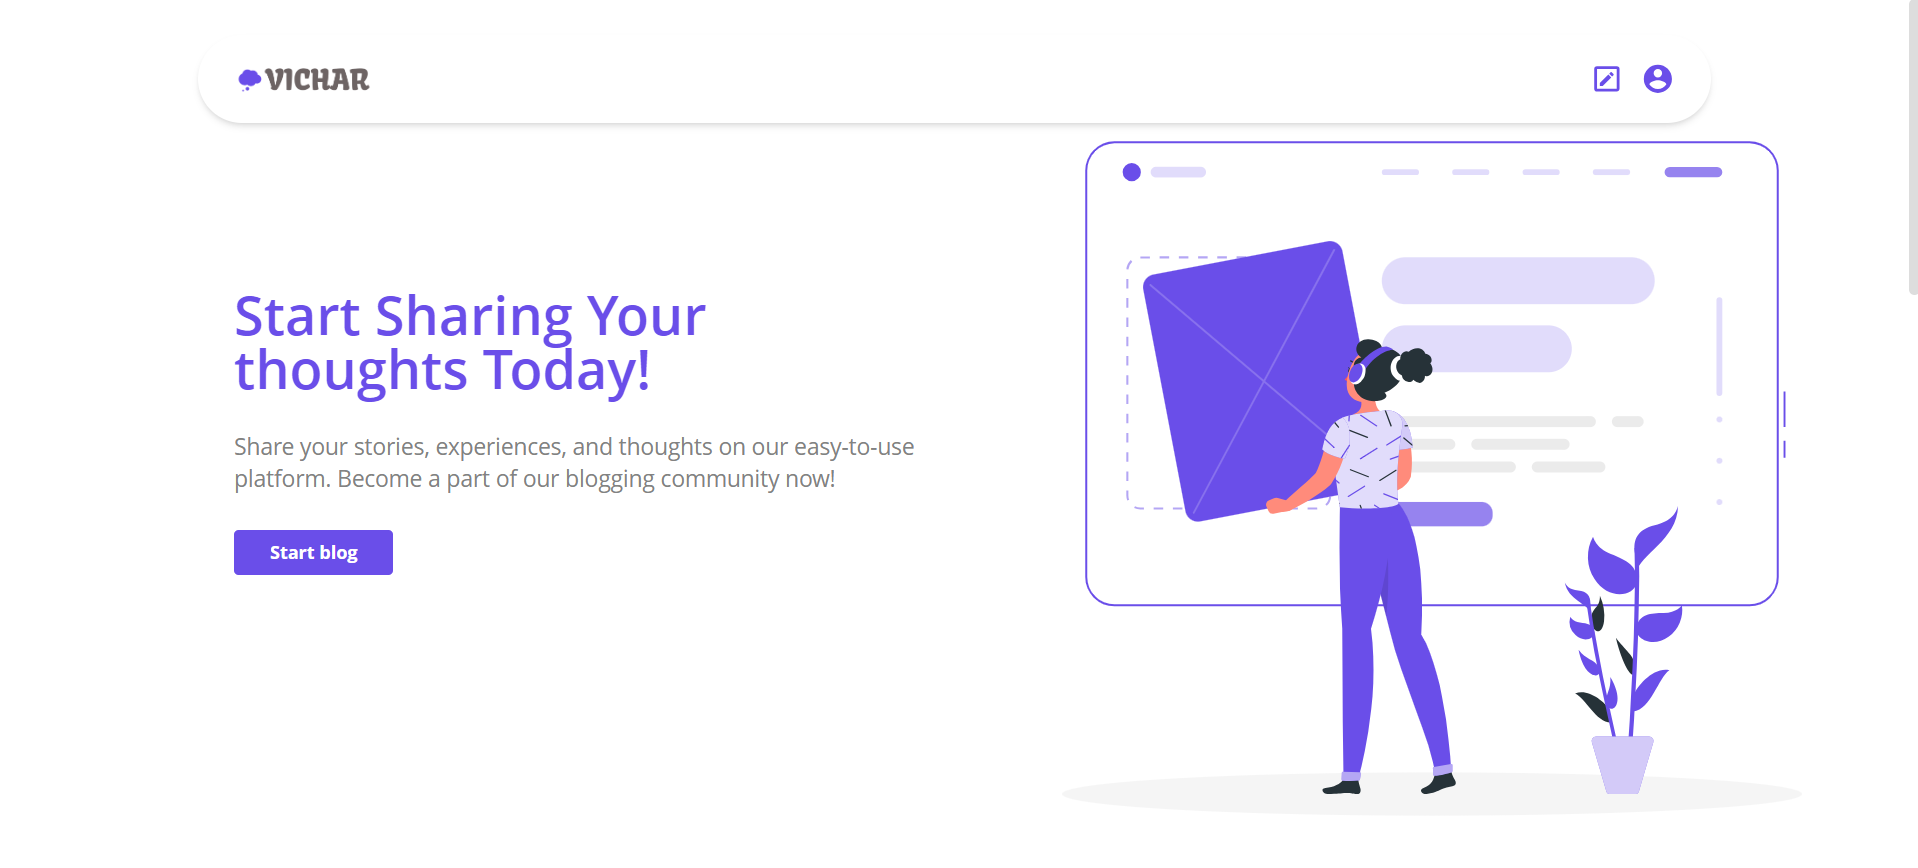 VICHAR
Start Sharing Your
thoughts Today!
Share your stories, experiences, and thoughts on our easy-to-use
platform. Become a part of our blogging community now!
Start blog